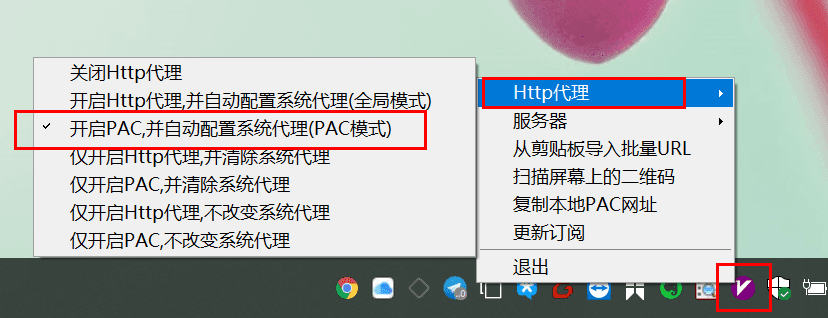 关闭Http代理
开启Http代理,并自动配置系统代理(全局模式)
开启PAC,并自动配置系统代理(PAC模式)
仅开启Http代理,并清除系统代理
仅开启PAC,并清除系统代理
仅开启Http代理,不改变系统代理
仅开启PAC,不改变系统代理
Http代理
服务器
从剪贴板导入批量URL
扫描屏幕上的二维码
复制本地PAC网址
更新订阅
退出